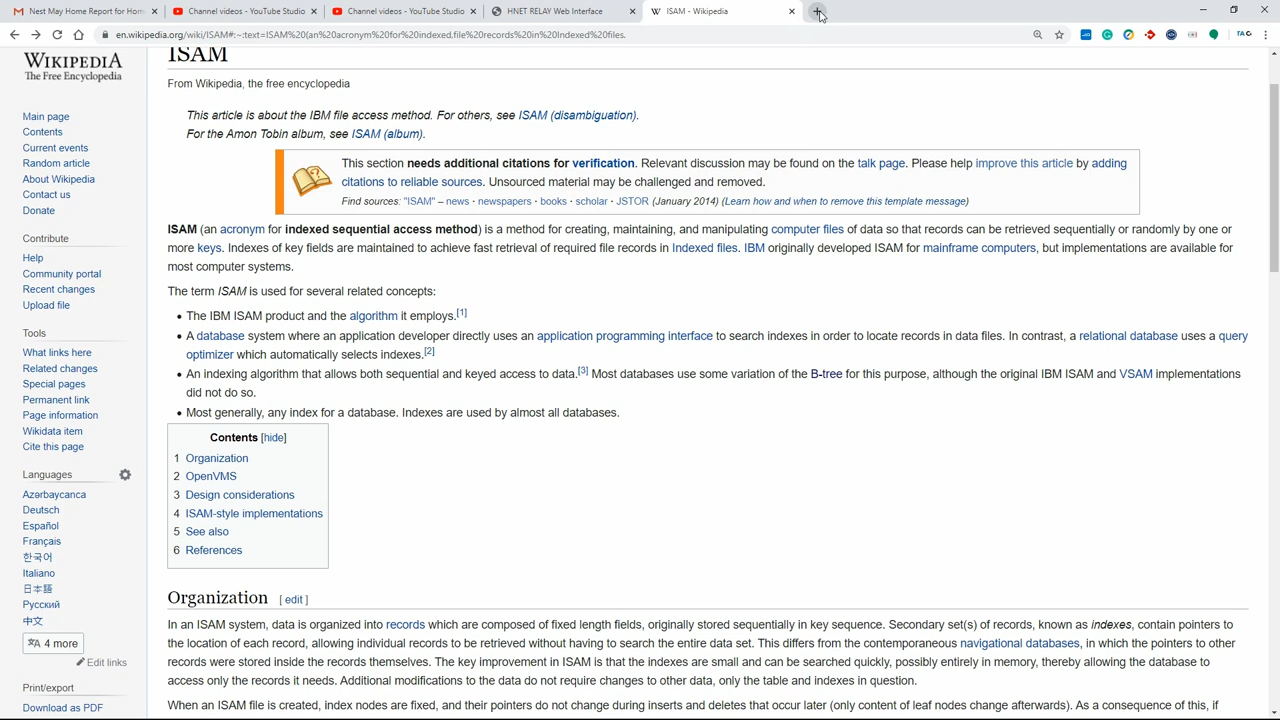 Nest May Home Report for Hom
Channel videos - YouTube Studio
Channel videos - YouTube Studio
HNET RELAY Web Interface
ISAM - Wikipedia
en.wikipedia.org/wiki/ISAM#:~:text=ISAM%20(an%20acronym%20for%20indexed,file%20records%20in%20Indexed%20files.
WIKIPEDIA
The Free Encyclopedia
Main page
Contents
Current events
Random article
About Wikipedia
Contact us
Donate
Contribute
Help
Community portal
Recent changes
Upload file
Tools
What links here
Related changes
Special pages
Permanent link
Page information
Wikidata item
Cite this page
Languages
Azərbaycanca
Deutsch
Español
Français
한국어
Italiano
日本語
Русский
中文
4 more
Edit links
Print/export
Download as PDF
ISAM
From Wikipedia, the free encyclopedia
This article is about the IBM file access method. For others, see ISAM (disambiguation).
For the Amon Tobin album, see ISAM (album).
This section needs additional citations for verification. Relevant discussion may be found on the talk page. Please help improve this article by adding
citations to reliable sources. Unsourced material may be challenged and removed.
Find sources: "ISAM" – news · newspapers · books · scholar · JSTOR (January 2014) (Learn how and when to remove this template message)
ISAM (an acronym for indexed sequential access method) is a method for creating, maintaining, and manipulating computer files of data so that records can be retrieved sequentially or randomly by one or
more keys. Indexes of key fields are maintained to achieve fast retrieval of required file records in Indexed files. IBM originally developed ISAM for mainframe computers, but implementations are available for
most computer systems.
The term ISAM is used for several related concepts:
• The IBM ISAM product and the algorithm it employs.[1]
• A database system where an application developer directly uses an application programming interface to search indexes in order to locate records in data files. In contrast, a relational database uses a query
optimizer which automatically selects indexes.[2]
• An indexing algorithm that allows both sequential and keyed access to data.[3] Most databases use some variation of the B-tree for this purpose, although the original IBM ISAM and VSAM implementations
did not do so.
• Most generally, any index for a database. Indexes are used by almost all databases.
Contents [hide]
1 Organization
2 OpenVMS
3 Design considerations
4 ISAM-style implementations
5 See also
6 References
Organization [ edit ]
In an ISAM system, data is organized into records which are composed of fixed length fields, originally stored sequentially in key sequence. Secondary set(s) of records, known as indexes, contain pointers to
the location of each record, allowing individual records to be retrieved without having to search the entire data set. This differs from the contemporaneous navigational databases, in which the pointers to other
records were stored inside the records themselves. The key improvement in ISAM is that the indexes are small and can be searched quickly, possibly entirely in memory, thereby allowing the database to
access only the records it needs. Additional modifications to the data do not require changes to other data, only the table and indexes in question.
When an ISAM file is created, index nodes are fixed, and their pointers do not change during inserts and deletes that occur later (only content of leaf nodes change afterwards). As a consequence of this, if